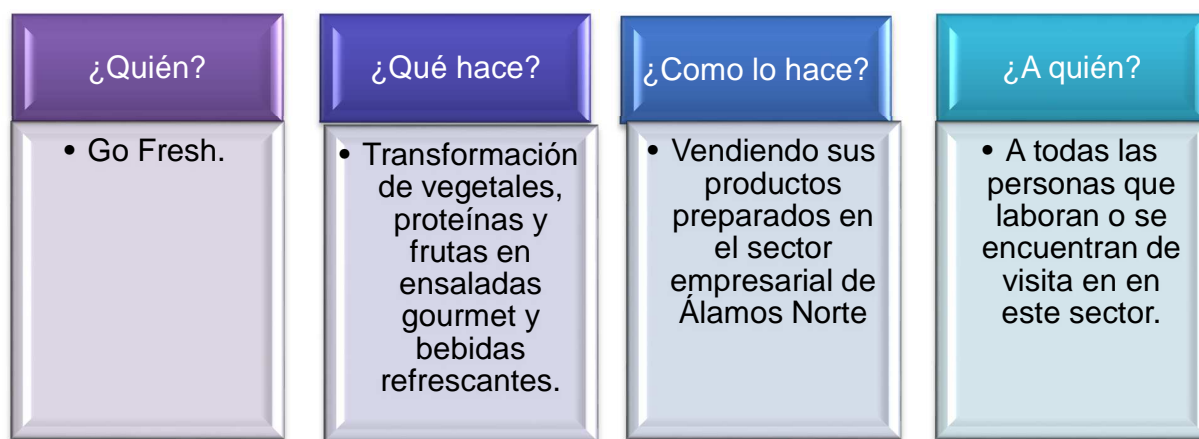 ¿Quién?
• Go Fresh.
¿Qué hace?
• Transformación
de vegetales,
proteínas y
frutas en
ensaladas
gourmet y
bebidas
refrescantes.
¿Como lo hace?
• Vendiendo sus
productos
preparados en
el sector
empresarial de
Álamos Norte
¿A quién?
• A todas las
personas que
laboran o se
encuentran de
visita en en
este sector.